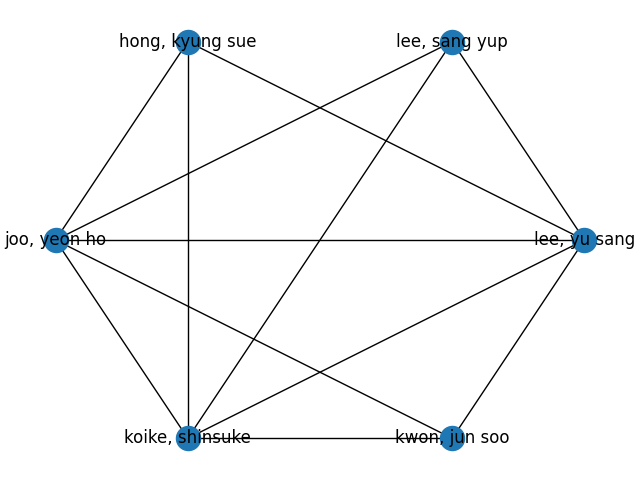 hong, kyung sue
lee, sang yup
joo, yeon ho
lee, yu sang
koike, shinsuke
kwon, jun soo